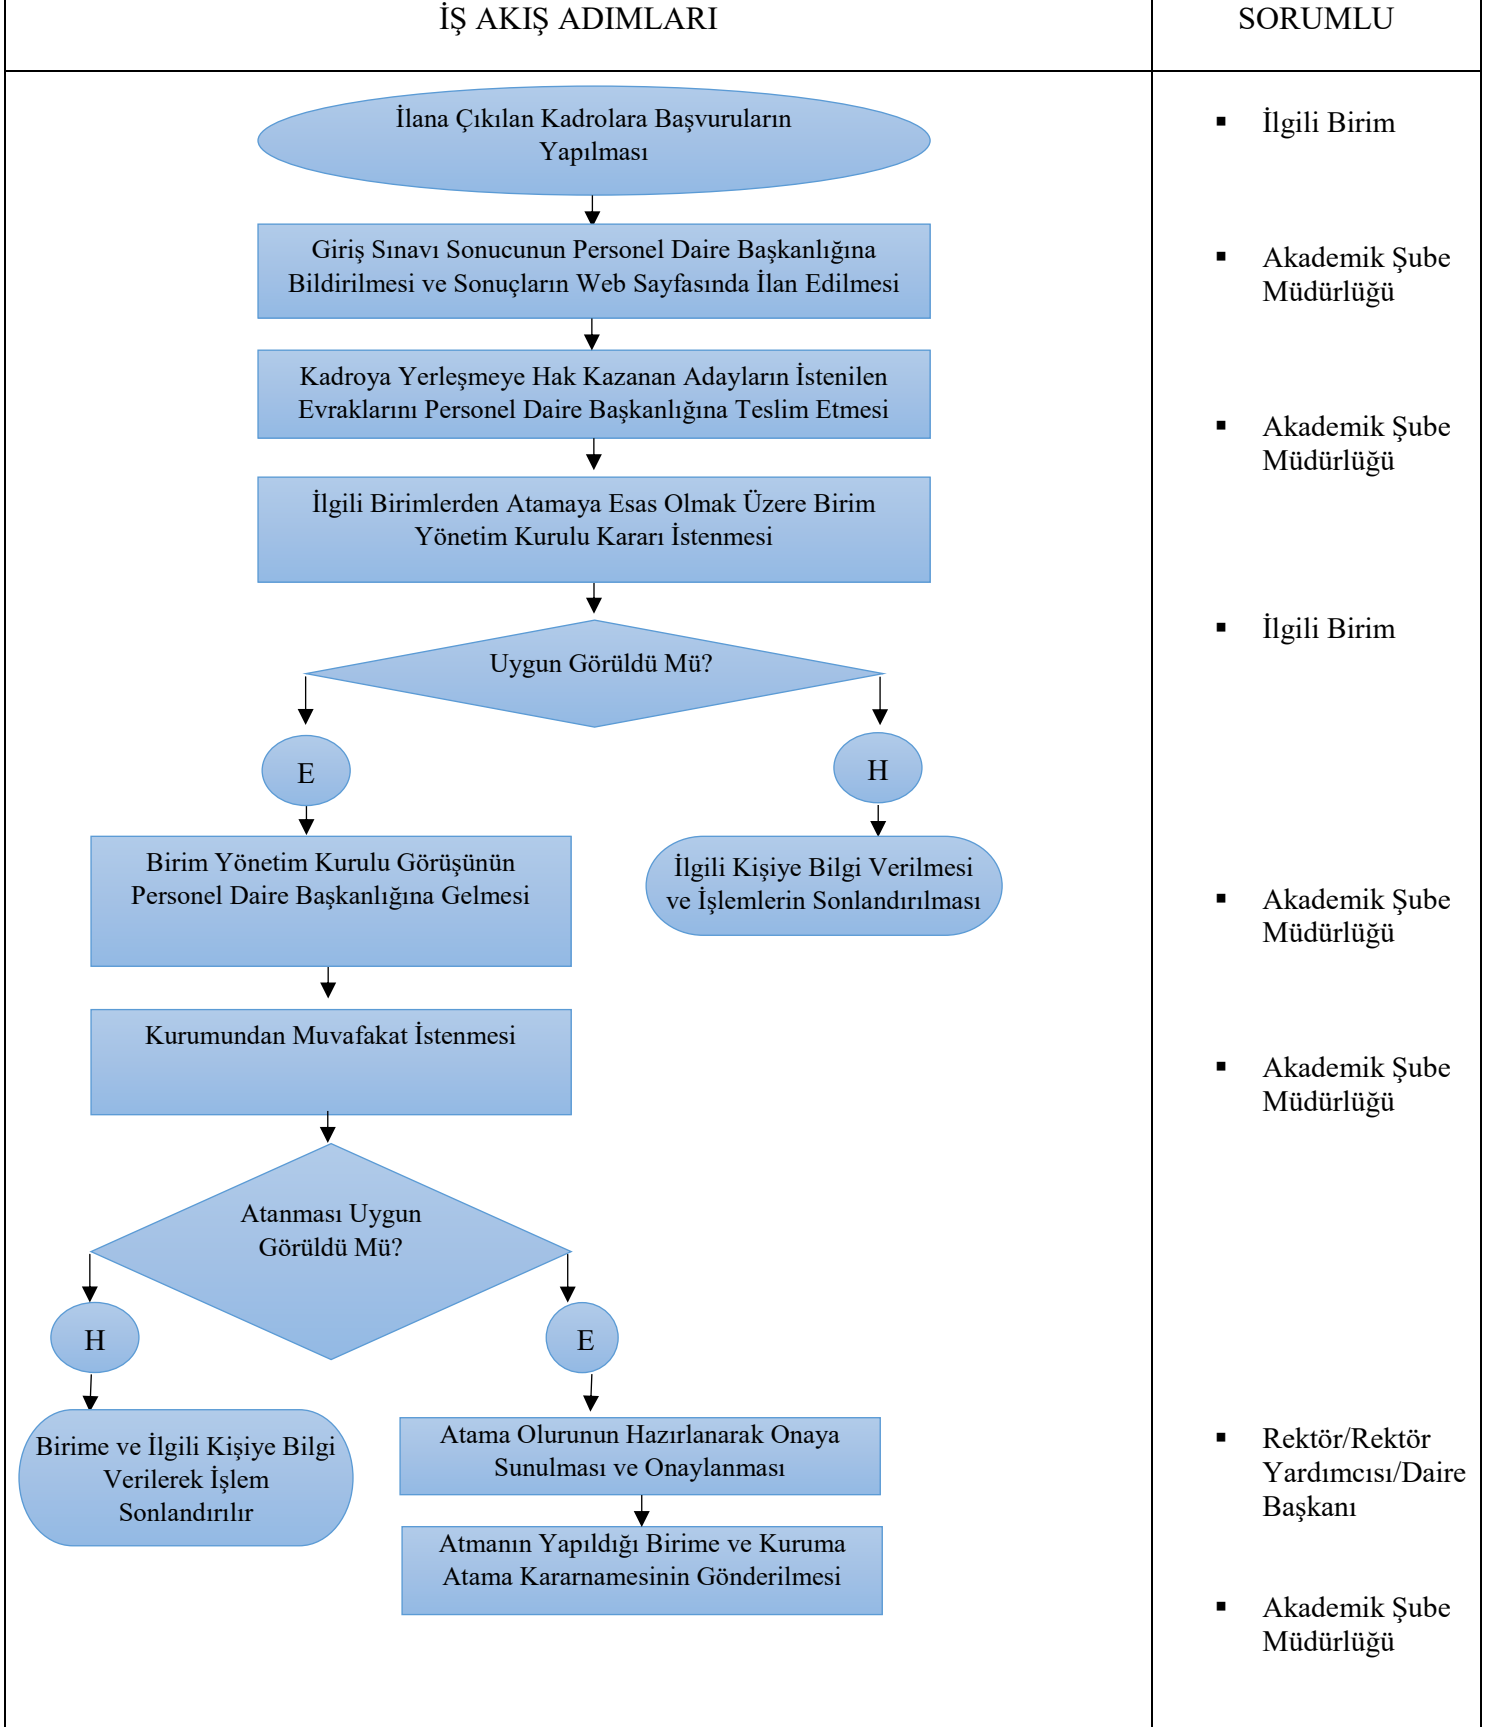 İŞ AKIŞ ADIMLARI
SORUMLU
İlana Çıkılan Kadrolara Başvuruların
Yapılması
▪ İlgili Birim
Giriş Sınavı Sonucunun Personel Daire Başkanlığına
Bildirilmesi ve Sonuçların Web Sayfasında İlan Edilmesi
▪ Akademik Şube
Müdürlüğü
Kadroya Yerleşmeye Hak Kazanan Adayların İstenilen
Evraklarını Personel Daire Başkanlığına Teslim Etmesi
▪ Akademik Şube
Müdürlüğü
İlgili Birimlerden Atamaya Esas Olmak Üzere Birim
Yönetim Kurulu Kararı İstenmesi
▪ İlgili Birim
Uygun Görüldü Mü?
E
H
Birim Yönetim Kurulu Görüşünün
Personel Daire Başkanlığına Gelmesi
İlgili Kişiye Bilgi Verilmesi
ve İşlemlerin Sonlandırılması
▪ Akademik Şube
Müdürlüğü
Kurumundan Muvafakat İstenmesi
▪ Akademik Şube
Müdürlüğü
Atanması Uygun
Görüldü Mü?
H
E
Birime ve İlgili Kişiye Bilgi
Verilerek İşlem
Sonlandırılır
Atama Olurunun Hazırlanarak Onaya
Sunulması ve Onaylanması
▪ Rektör/Rektör
Yardımcısı/Daire
Başkanı
Atmanın Yapıldığı Birime ve Kuruma
Atama Kararnamesinin Gönderilmesi
▪ Akademik Şube
Müdürlüğü